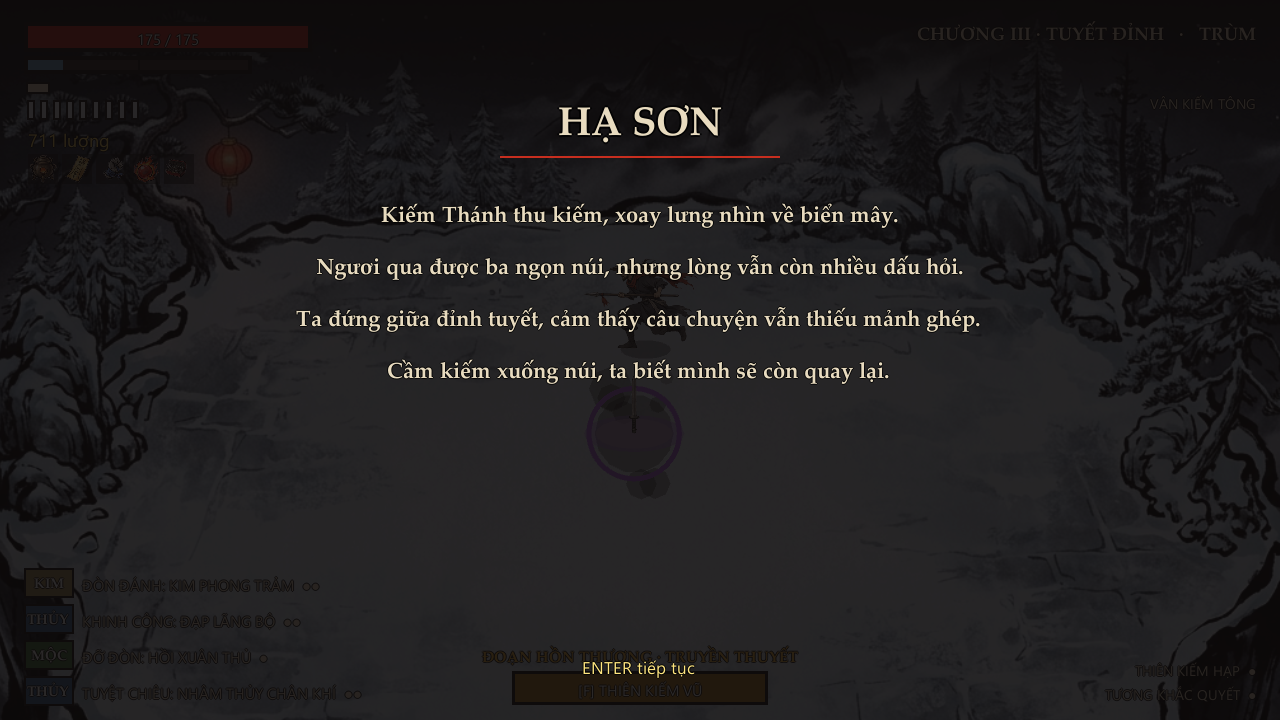 175 / 175
CHƯƠNG III · TUYẾT ĐỈNH · TRÙM
VÂN KIẾM TÔNG
711 lượng
HẠ SƠN
Kiếm Thánh thu kiếm, xoay lưng nhìn về biển mây.
Ngươi qua được ba ngọn núi, nhưng lòng vẫn còn nhiều dấu hỏi.
Ta đứng giữa đỉnh tuyết, cảm thấy câu chuyện vẫn thiếu mảnh ghép.
Cầm kiếm xuống núi, ta biết mình sẽ còn quay lại.
KIM ĐÒN ĐÁNH: KIM PHONG TRẢM
THỦY KHINH CÔNG: ĐẠP LÃNG BỘ
MỘC ĐỠ ĐÒN: HỒI XUÂN THỦ
THỦY TUYỆT CHIÊU: NHÂM THỦY CHÂN KHÍ
ĐOẠN HỒN THƯƠNG · TRUYỀN THUYẾT
ENTER tiếp tục
[F] THIÊN KIẾM VŨ
THIÊN KIẾM HẠP
TƯƠNG KHẮC QUYẾT